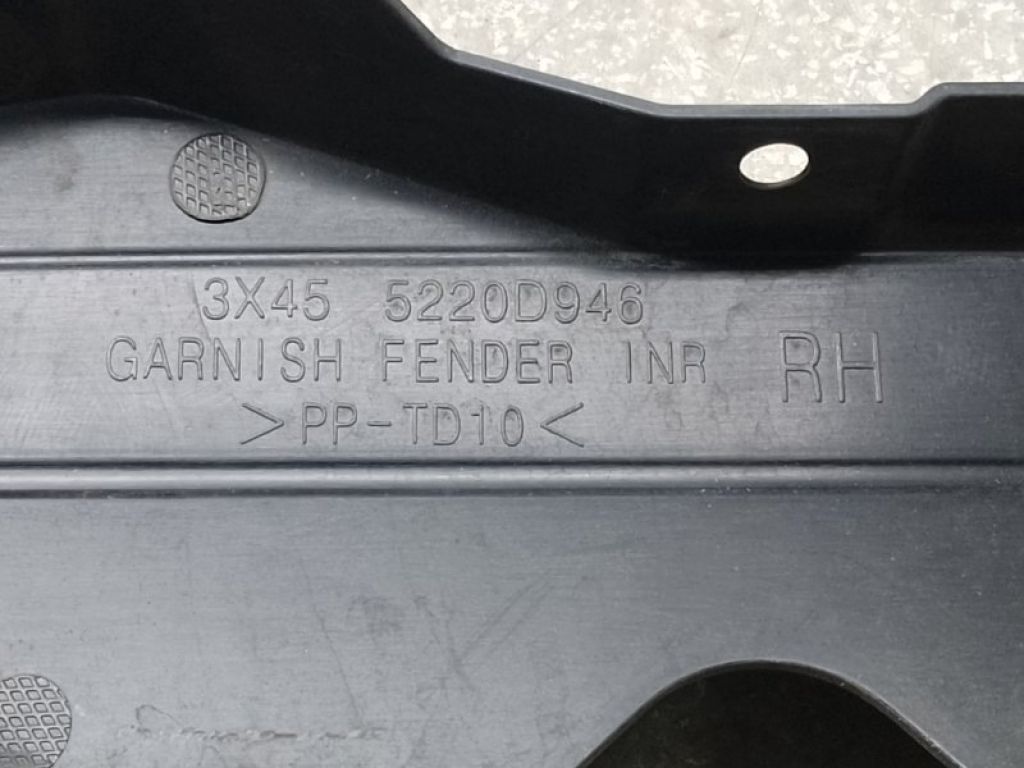 3X45 5220D946
GARNISH FENDER INR RH
>PP-TD10<